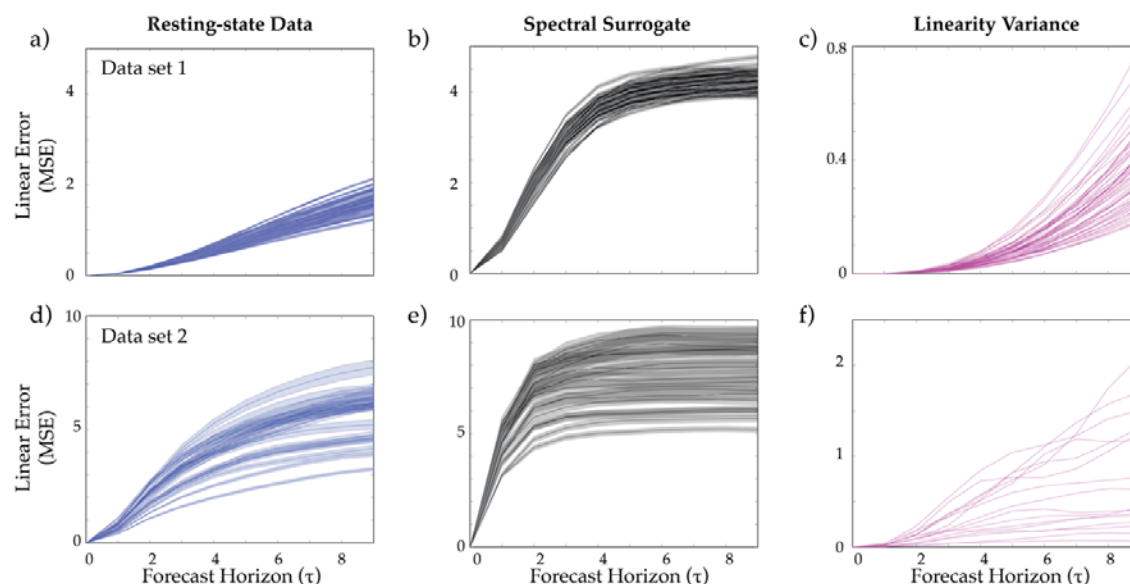 Resting-state Data
Spectral Surrogate
Linearity Variance
a)
b)
c)
Data set 1
Linear Error
(MSE)
4
2
0
4
2
0
0.8
0.4
0
d)
e)
f)
Data set 2
Linear Error
(MSE)
10
5
0
10
5
0
2
1
0
0 2 4 6 8
0 2 4 6 8
0 2 4 6 8
Forecast Horizon (τ)
Forecast Horizon (τ)
Forecast Horizon (τ)